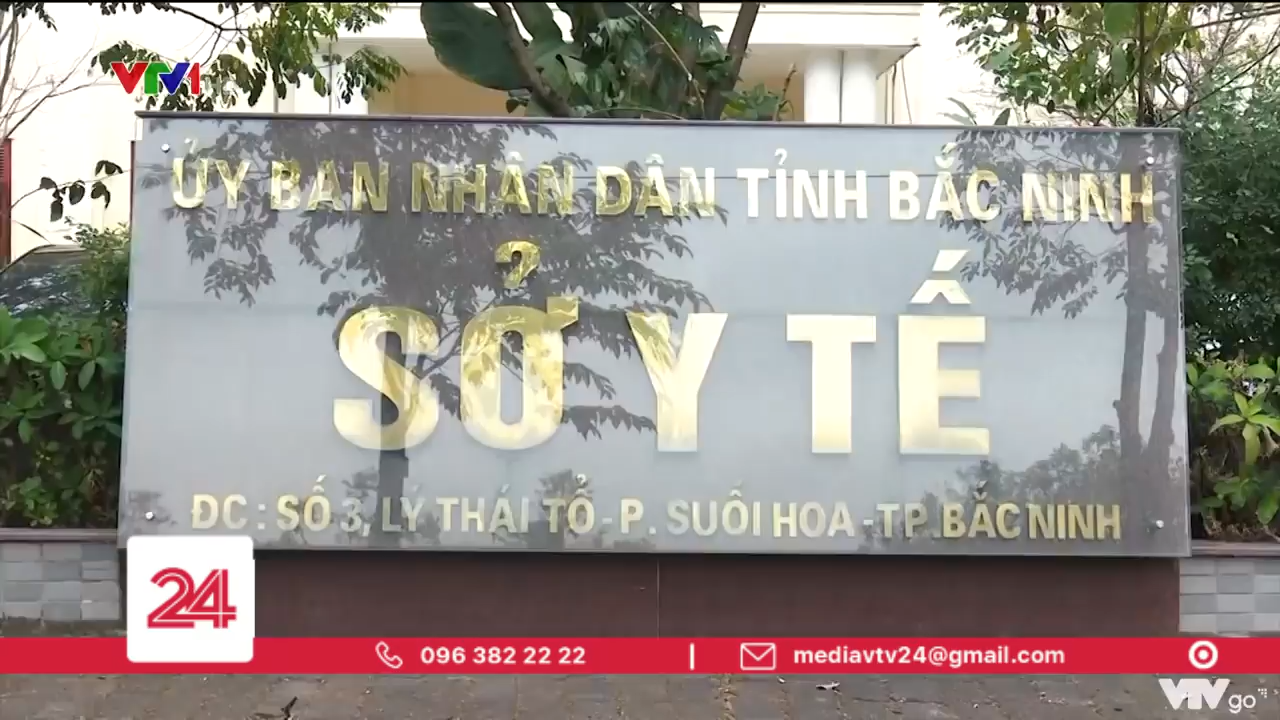 VTV1
ỦY BAN NHÂN DÂN TỈNH BẮC NINH
SỞ Y TẾ
ĐC : SỐ 3, LÝ THÁI TỔ - P. SUỐI HOA - TP. BẮC NINH
24
096 382 22 22 | mediavtv24@gmail.com
VTV go